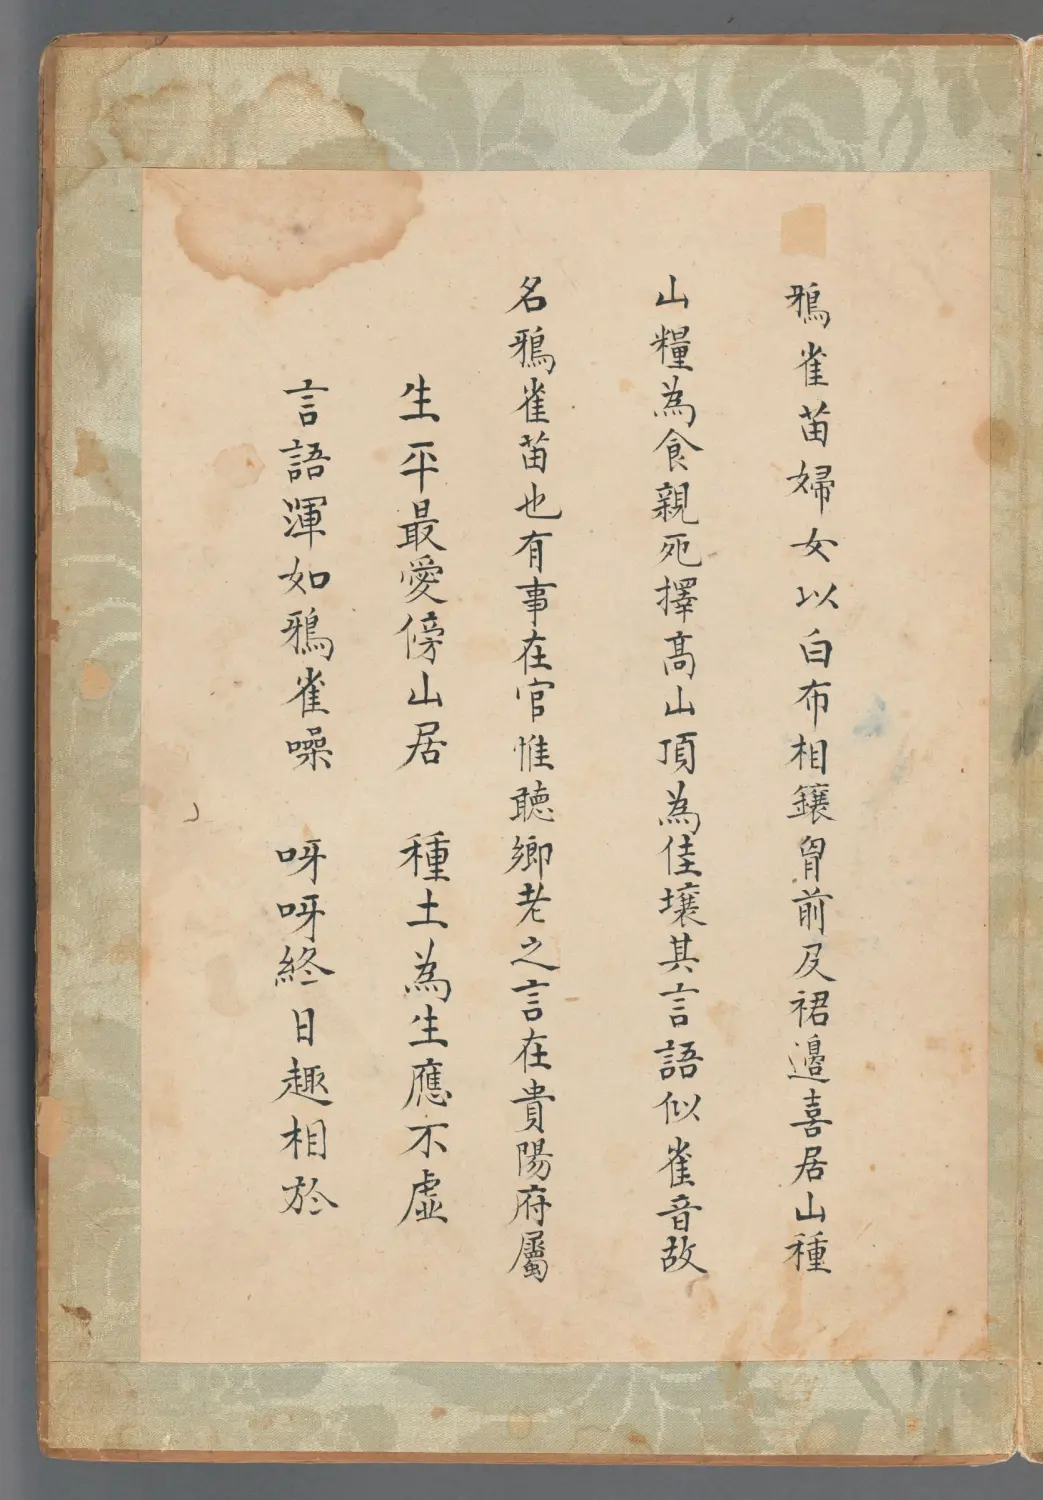 鴉雀苗婦女以白布相鑲胷前及裙邊喜居山種
山糧為食親死擇高山頂為佳壤其言語似雀音故
名鴉雀苗也有事在官惟聽鄉老之言在貴陽府屬
生平最愛傍山居 種土為生應不虛
言語渾如鴉雀噪 呀呀終日趣相於